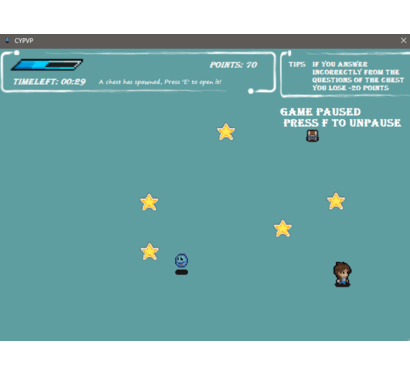 CYPVP
POINTS: 70
TIMELEFT: 00:29
A chest has spawned, Press 'E' to open it!
TIPS
IF YOU ANSWER
INCORRECTLY FROM THE
QUESTIONS OF THE CHEST
YOU LOSE -20 POINTS
GAME PAUSED
PRESS F TO UNPAUSE